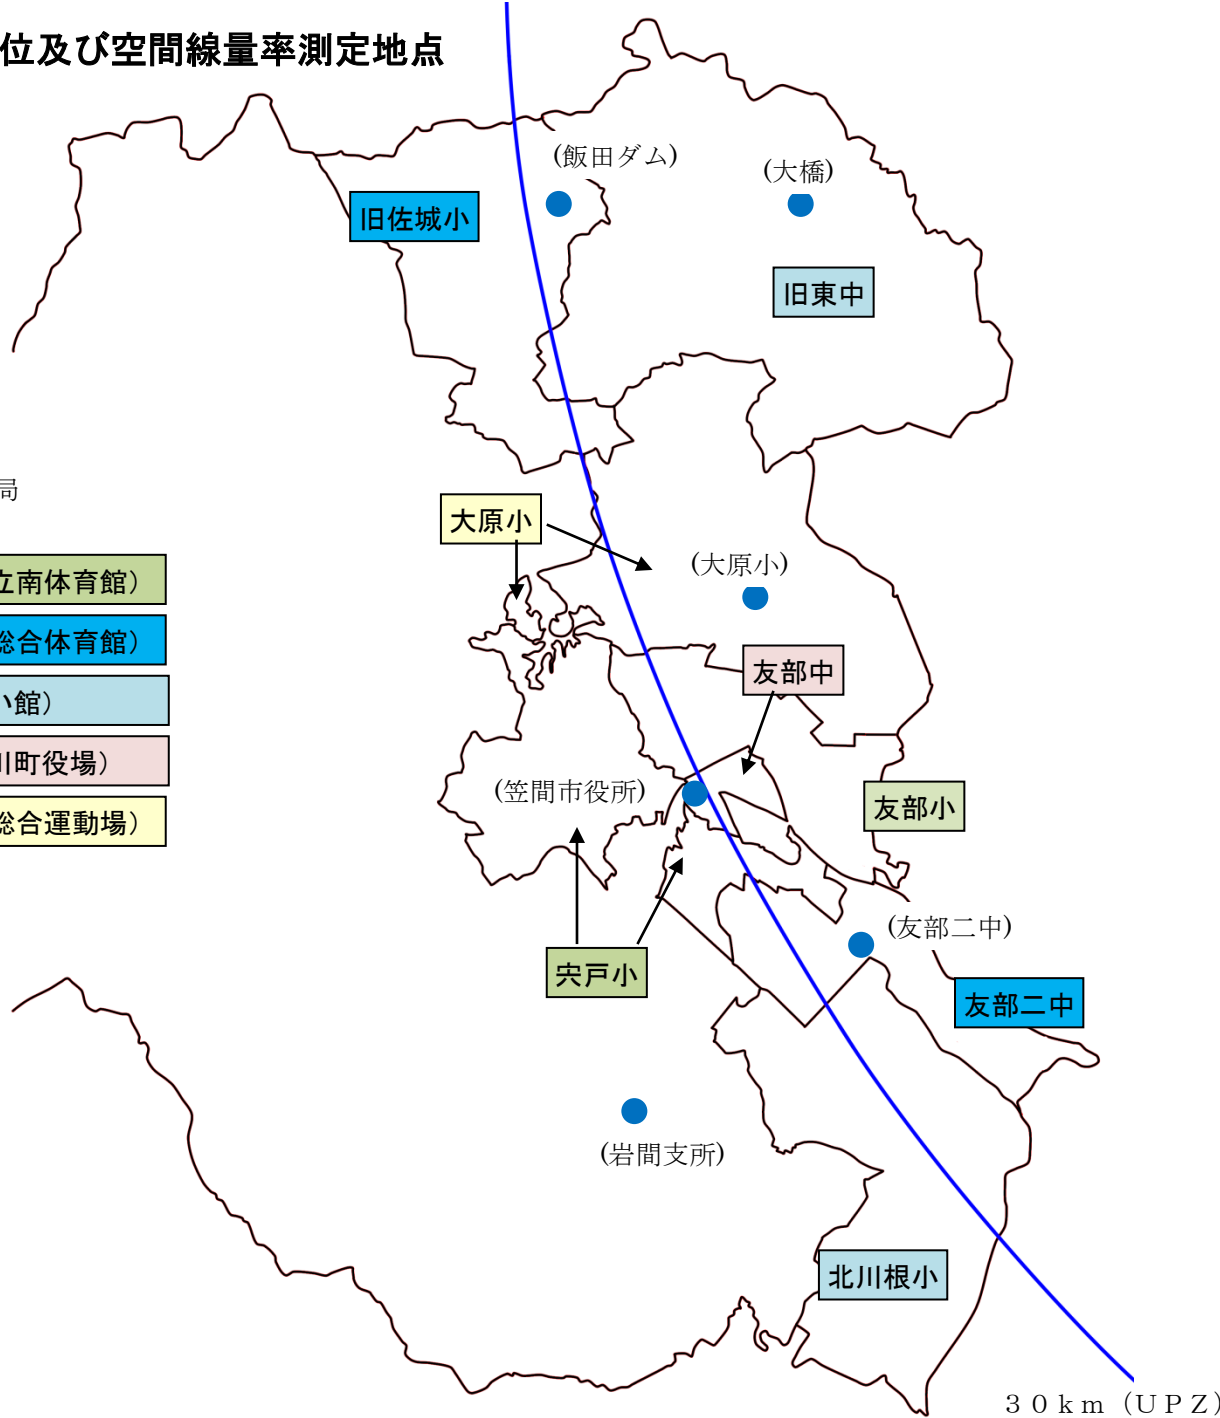 位及び空間線量率測定地点
(飯田ダム)
(大橋)
旧佐城小
旧東中
局
大原小
(大原小)
立南体育館）
総合体育館）
い館）
友部中
川町役場）
(笠間市役所)
友部小
総合運動場）
(友部二中)
宍戸小
友部二中
(岩間支所)
北川根小
３０ｋｍ（ＵＰＺ）